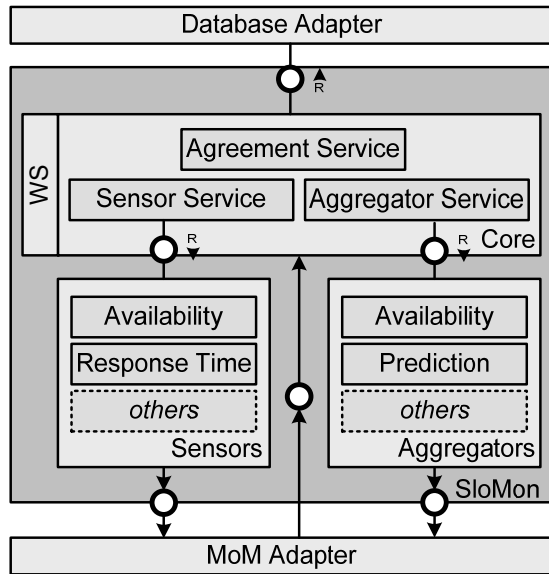 Database Adapter
R
WS
Agreement Service
Sensor Service
Aggregator Service
R
R
Core
Availability
Response Time
others
Sensors
Availability
Prediction
others
Aggregators
SloMon
MoM Adapter